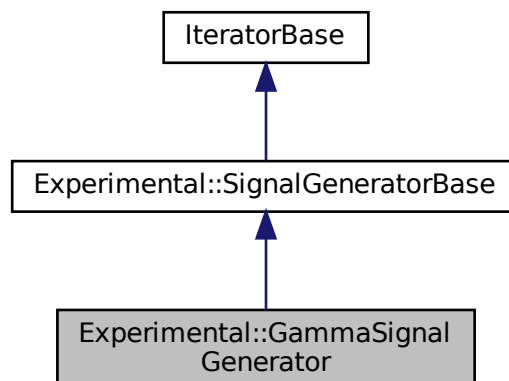 IteratorBase
Experimental::SignalGeneratorBase
Experimental::GammaSignal
Generator